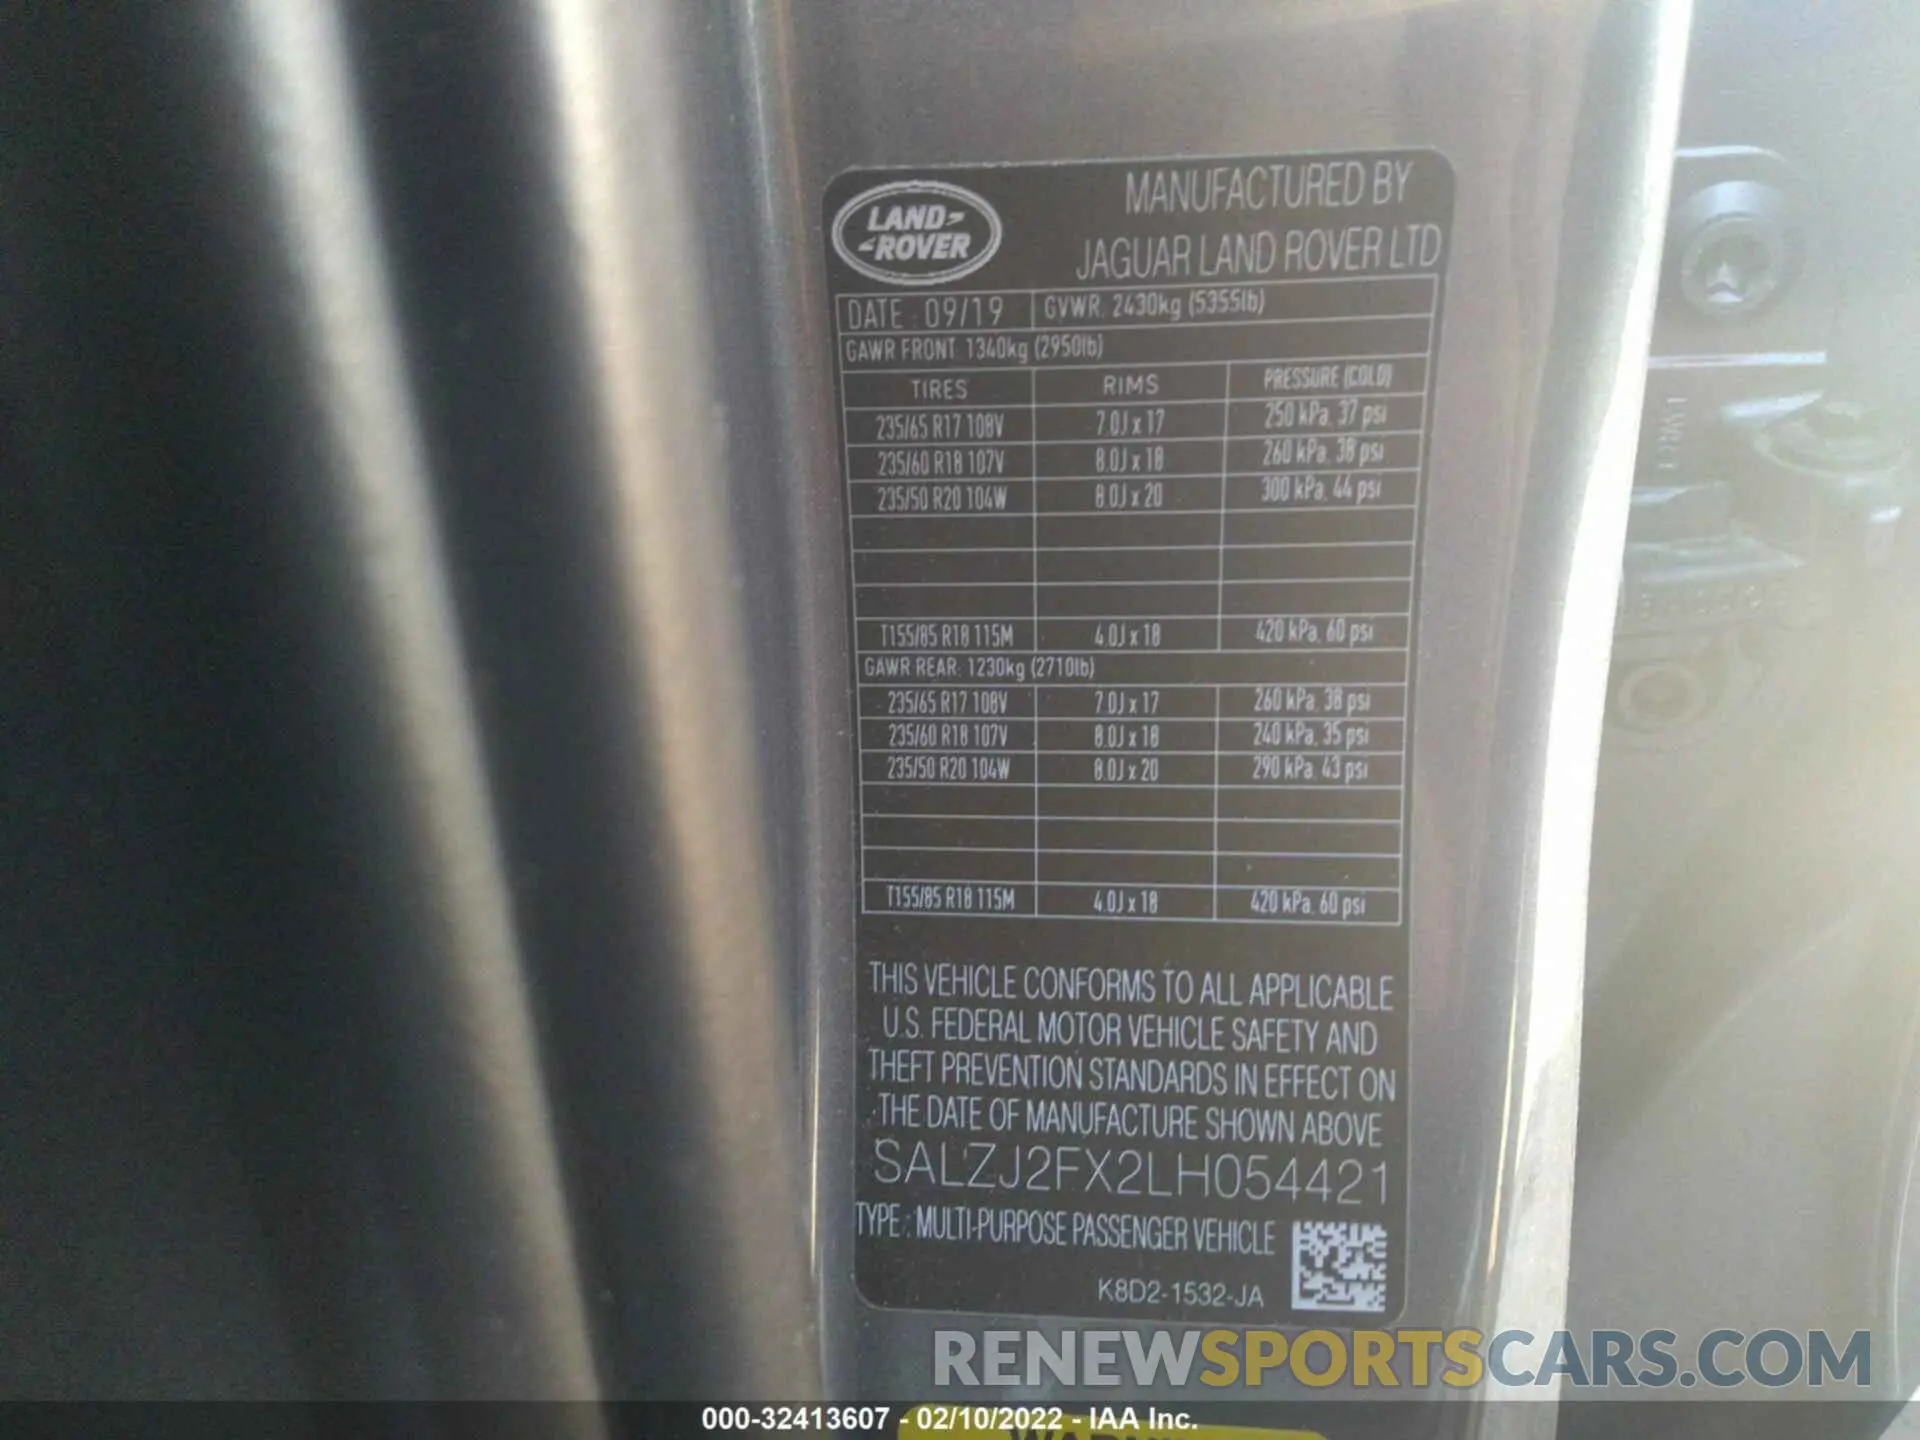 LAND
ROVER
MANUFACTURED BY
JAGUAR LAND ROVER LTD
DATE : 09/19 GVWR: 2430kg (5355lb)
GAWR FRONT: 1340kg (2950lb)
TIRES RIMS PRESSURE (COLD)
235/65 R17 108V 7.0J x 17 250 kPa, 37 psi
235/60 R18 107V 8.0J x 18 260 kPa, 38 psi
235/50 R20 104W 8.0J x 20 300 kPa, 44 psi
T155/85 R18 115M 4.0J x 18 420 kPa, 60 psi
GAWR REAR: 1230kg (2710lb)
235/65 R17 108V 7.0J x 17 260 kPa, 38 psi
235/60 R18 107V 8.0J x 18 240 kPa, 35 psi
235/50 R20 104W 8.0J x 20 290 kPa, 43 psi
T155/85 R18 115M 4.0J x 18 420 kPa, 60 psi
THIS VEHICLE CONFORMS TO ALL APPLICABLE
U.S. FEDERAL MOTOR VEHICLE SAFETY AND
THEFT PREVENTION STANDARDS IN EFFECT ON
THE DATE OF MANUFACTURE SHOWN ABOVE
SALZJ2FX2LH054421
TYPE : MULTI-PURPOSE PASSENGER VEHICLE
K8D2-1532-JA
RENEWSPORTSCARS.COM
000-32413607 - 02/10/2022 - IAA Inc.